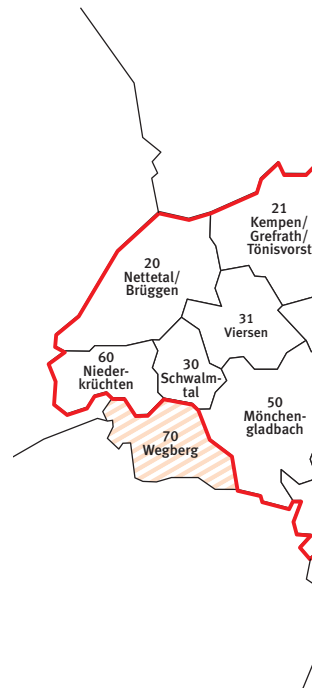 21
Kempen/
Grefrath/
Tönisvorst
20
Nettetal/
Brüggen
31
Viersen
60
Nieder-
krüchten
30
Schwalm-
tal
50
Mönchen-
gladbach
70
Wegberg